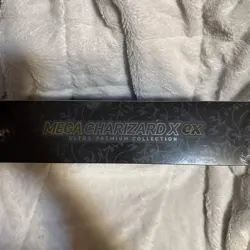 MEGA CHARIZARD X ex
ULTRA PREMIUM COLLECTION